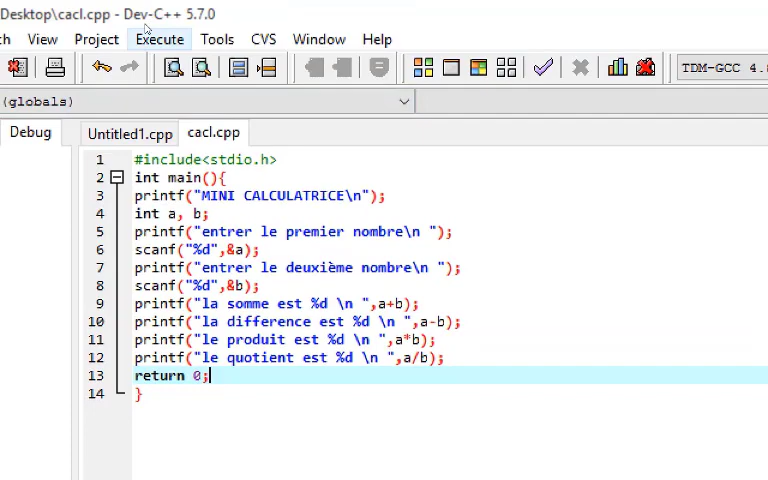 Desktop\cacl.cpp - Dev-C++ 5.7.0
ch View Project Execute Tools CVS Window Help
TDM-GCC 4.8
(globals)
Debug Untitled1.cpp cacl.cpp
1 #include<stdio.h>
2 int main(){
3 printf("MINI CALCULATRICE\n");
4 int a, b;
5 printf("entrer le premier nombre\n ");
6 scanf("%d",&a);
7 printf("entrer le deuxième nombre\n ");
8 scanf("%d",&b);
9 printf("la somme est %d \n ",a+b);
10 printf("la difference est %d \n ",a-b);
11 printf("le produit est %d \n ",a*b);
12 printf("le quotient est %d \n ",a/b);
13 return 0;
14 }